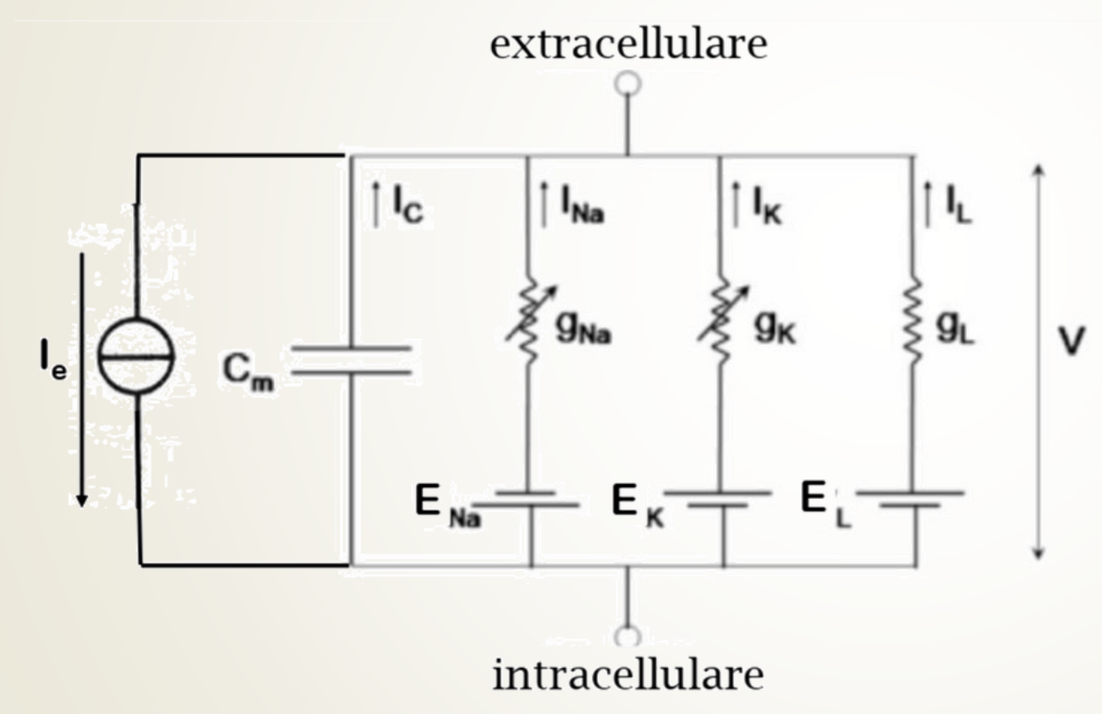 extracellulare
I_C
I_Na
I_K
I_L
g_Na
g_K
g_L
V
I_e
C_m
E_Na
E_K
E_L
intracellulare